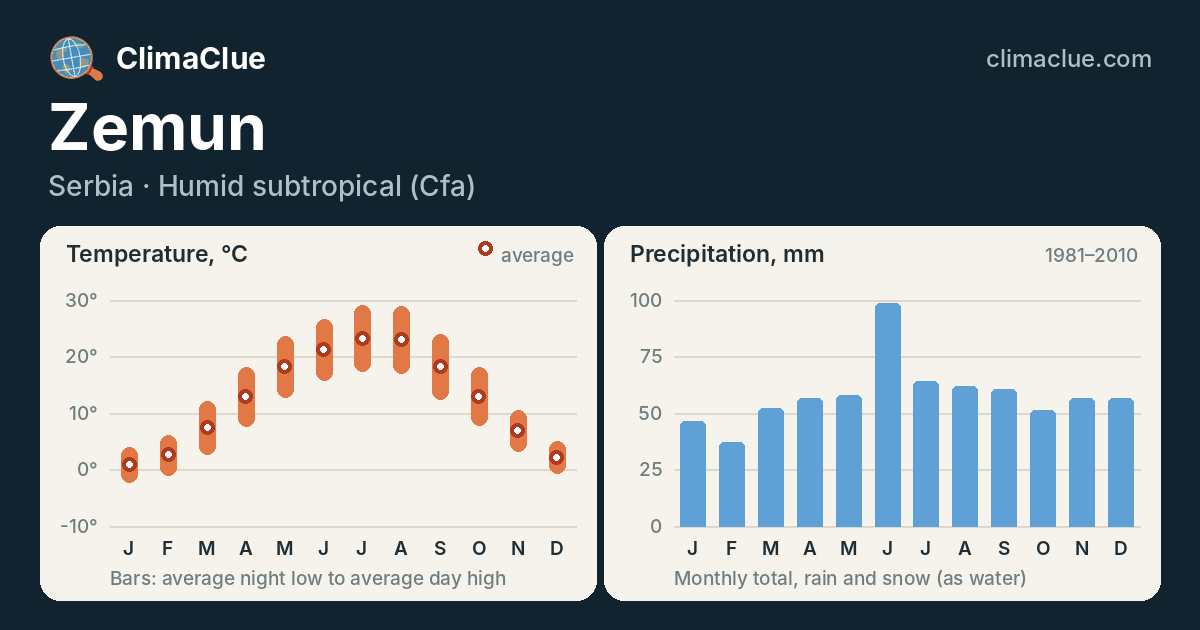 ClimaClue
climaclue.com
Zemun
Serbia · Humid subtropical (Cfa)
Temperature, °C
average
30°
20°
10°
0°
-10°
J F M A M J J A S O N D
Bars: average night low to average day high
Precipitation, mm
1981–2010
100
75
50
25
0
J F M A M J J A S O N D
Monthly total, rain and snow (as water)